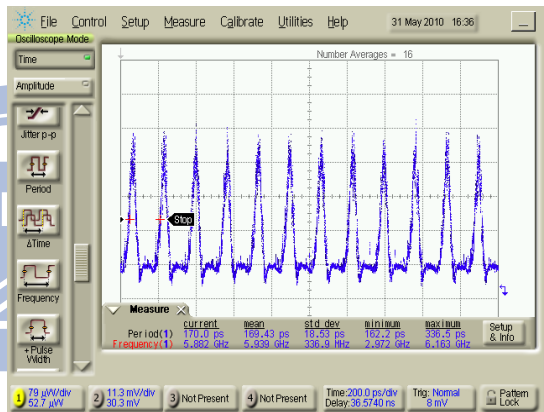 File Control Setup Measure Calibrate Utilities Help 31 May 2010 16:36
Oscilloscope Mode
Time
Number Averages = 16
Amplitude
Jitter p-p
Period
Stop
ΔTime
Frequency
+Pulse
Width
Measure
current mean std dev minimum maximum
Period(1) 170.0 ps 169.43 ps 16.53 ps 162.2 ps 336.5 ps
Frequency(1) 5.882 GHz 5.939 GHz 336.9 MHz 2.972 GHz 6.163 GHz
Setup
& Info
1 79 µW/div
52.7 µW
2 11.3 mV/div
30.3 mV
3 Not Present
4 Not Present
Time:200.0 ps/div
Delay:36.5740 ns
Trig: Normal
8 mV
Pattern
Lock